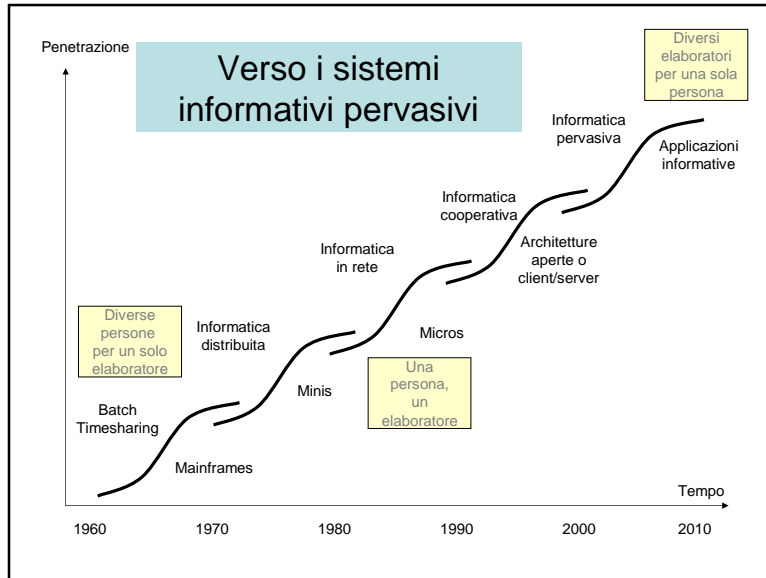 Penetrazione
Verso i sistemi
informativi pervasivi
Diversi
elaboratori
per una sola
persona
Informatica
pervasiva
Applicazioni
informative
Informatica
cooperativa
Architetture
aperte o
client/server
Informatica
in rete
Micros
Diverse
persone
per un solo
elaboratore
Informatica
distribuita
Minis
Una
persona,
un
elaboratore
Batch
Timesharing
Mainframes
Tempo
1960
1970
1980
1990
2000
2010